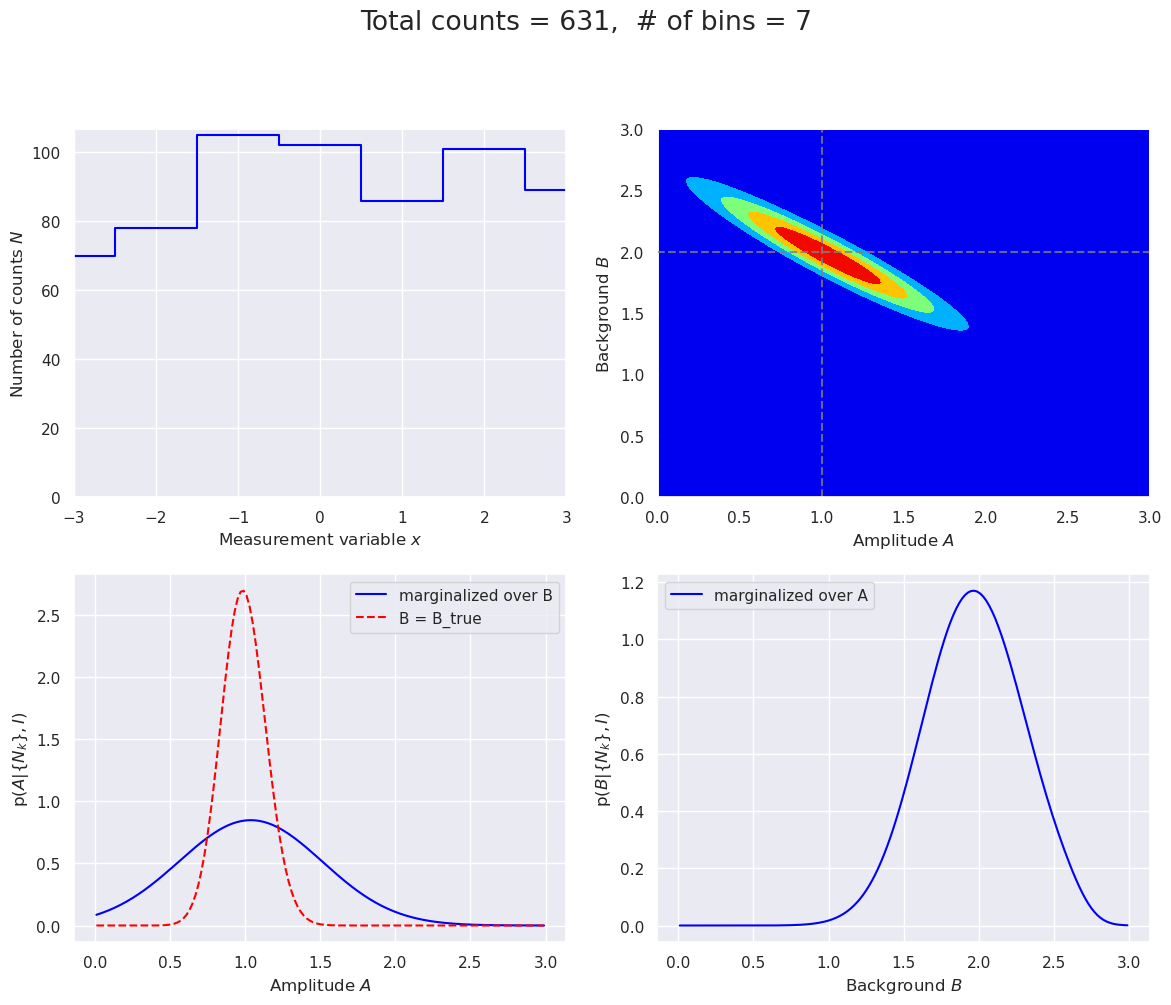 Total counts = 631,  # of bins = 7
Number of counts N
100
80
60
40
20
0
−3 −2 −1 0 1 2 3
Measurement variable x
Background B
3.0
2.5
2.0
1.5
1.0
0.5
0.0
0.0 0.5 1.0 1.5 2.0 2.5 3.0
Amplitude A
p(A|{N_k}, I)
2.5
2.0
1.5
1.0
0.5
0.0
marginalized over B
B = B_true
0.0 0.5 1.0 1.5 2.0 2.5 3.0
Amplitude A
p(B|{N_k}, I)
1.2
1.0
0.8
0.6
0.4
0.2
0.0
marginalized over A
0.0 0.5 1.0 1.5 2.0 2.5 3.0
Background B